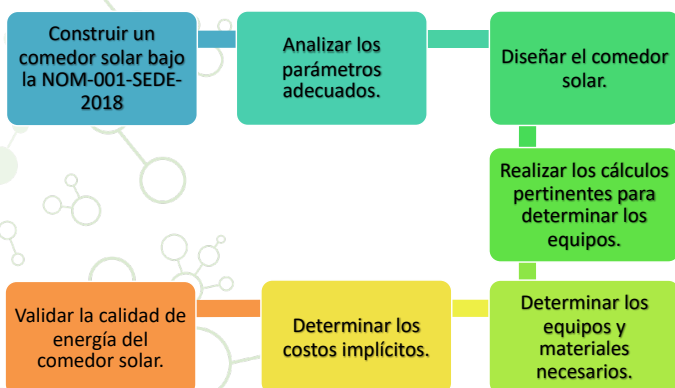 Construir un
comedor solar bajo
la NOM-001-SEDE-
2018
Analizar los
parámetros
adecuados.
Diseñar el comedor
solar.
Realizar los cálculos
pertinentes para
determinar los
equipos.
Determinar los
equipos y
materiales
necesarios.
Determinar los
costos implícitos.
Validar la calidad de
energía del
comedor solar.